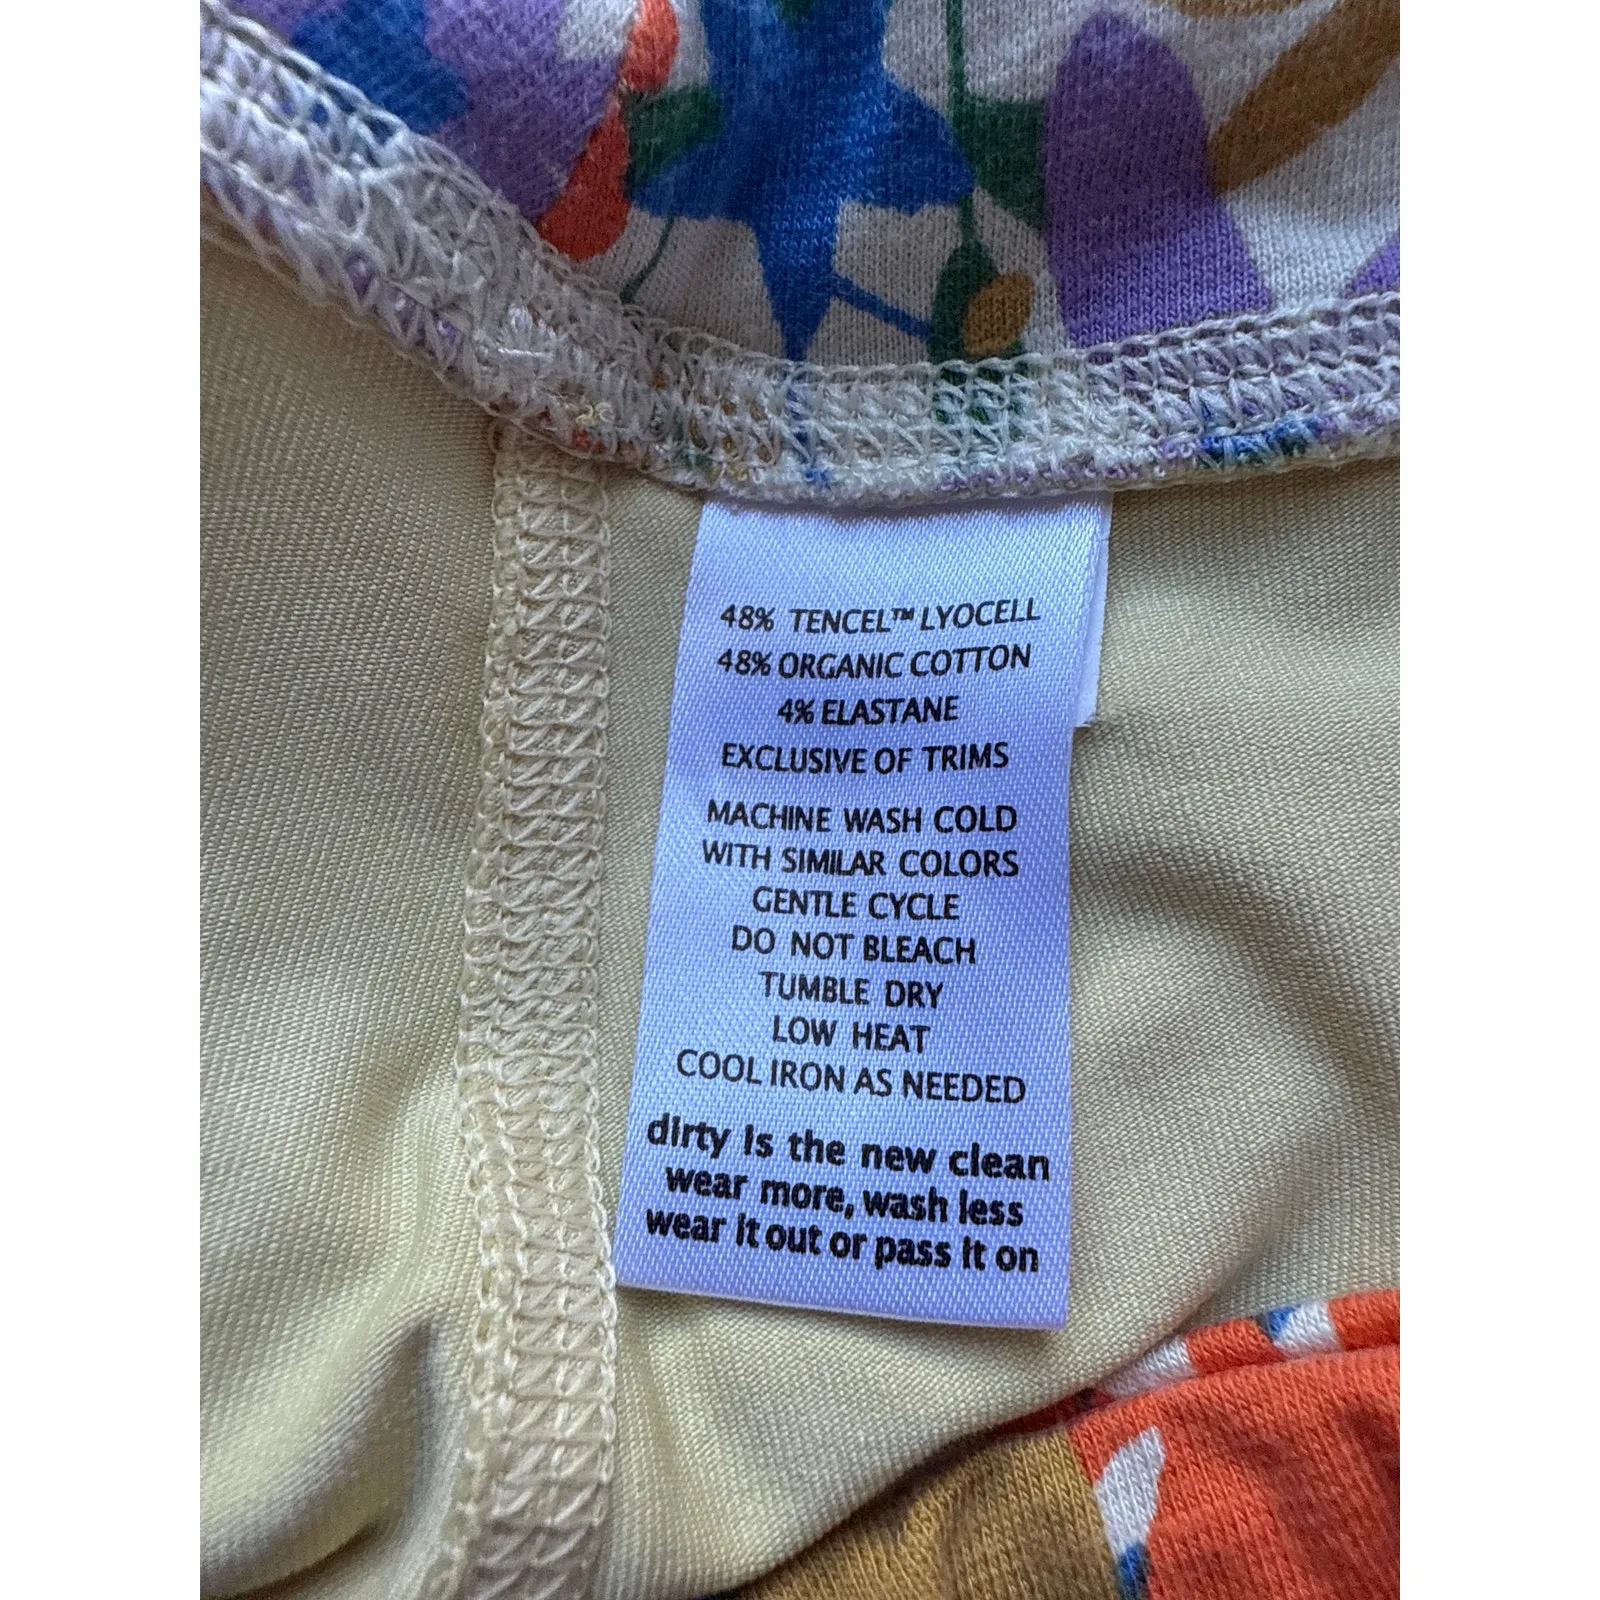 48% TENCEL™ LYOCELL
48% ORGANIC COTTON
4% ELASTANE
EXCLUSIVE OF TRIMS
MACHINE WASH COLD
WITH SIMILAR COLORS
GENTLE CYCLE
DO NOT BLEACH
TUMBLE DRY
LOW HEAT
COOL IRON AS NEEDED
dirty is the new clean
wear more, wash less
wear it out or pass it on